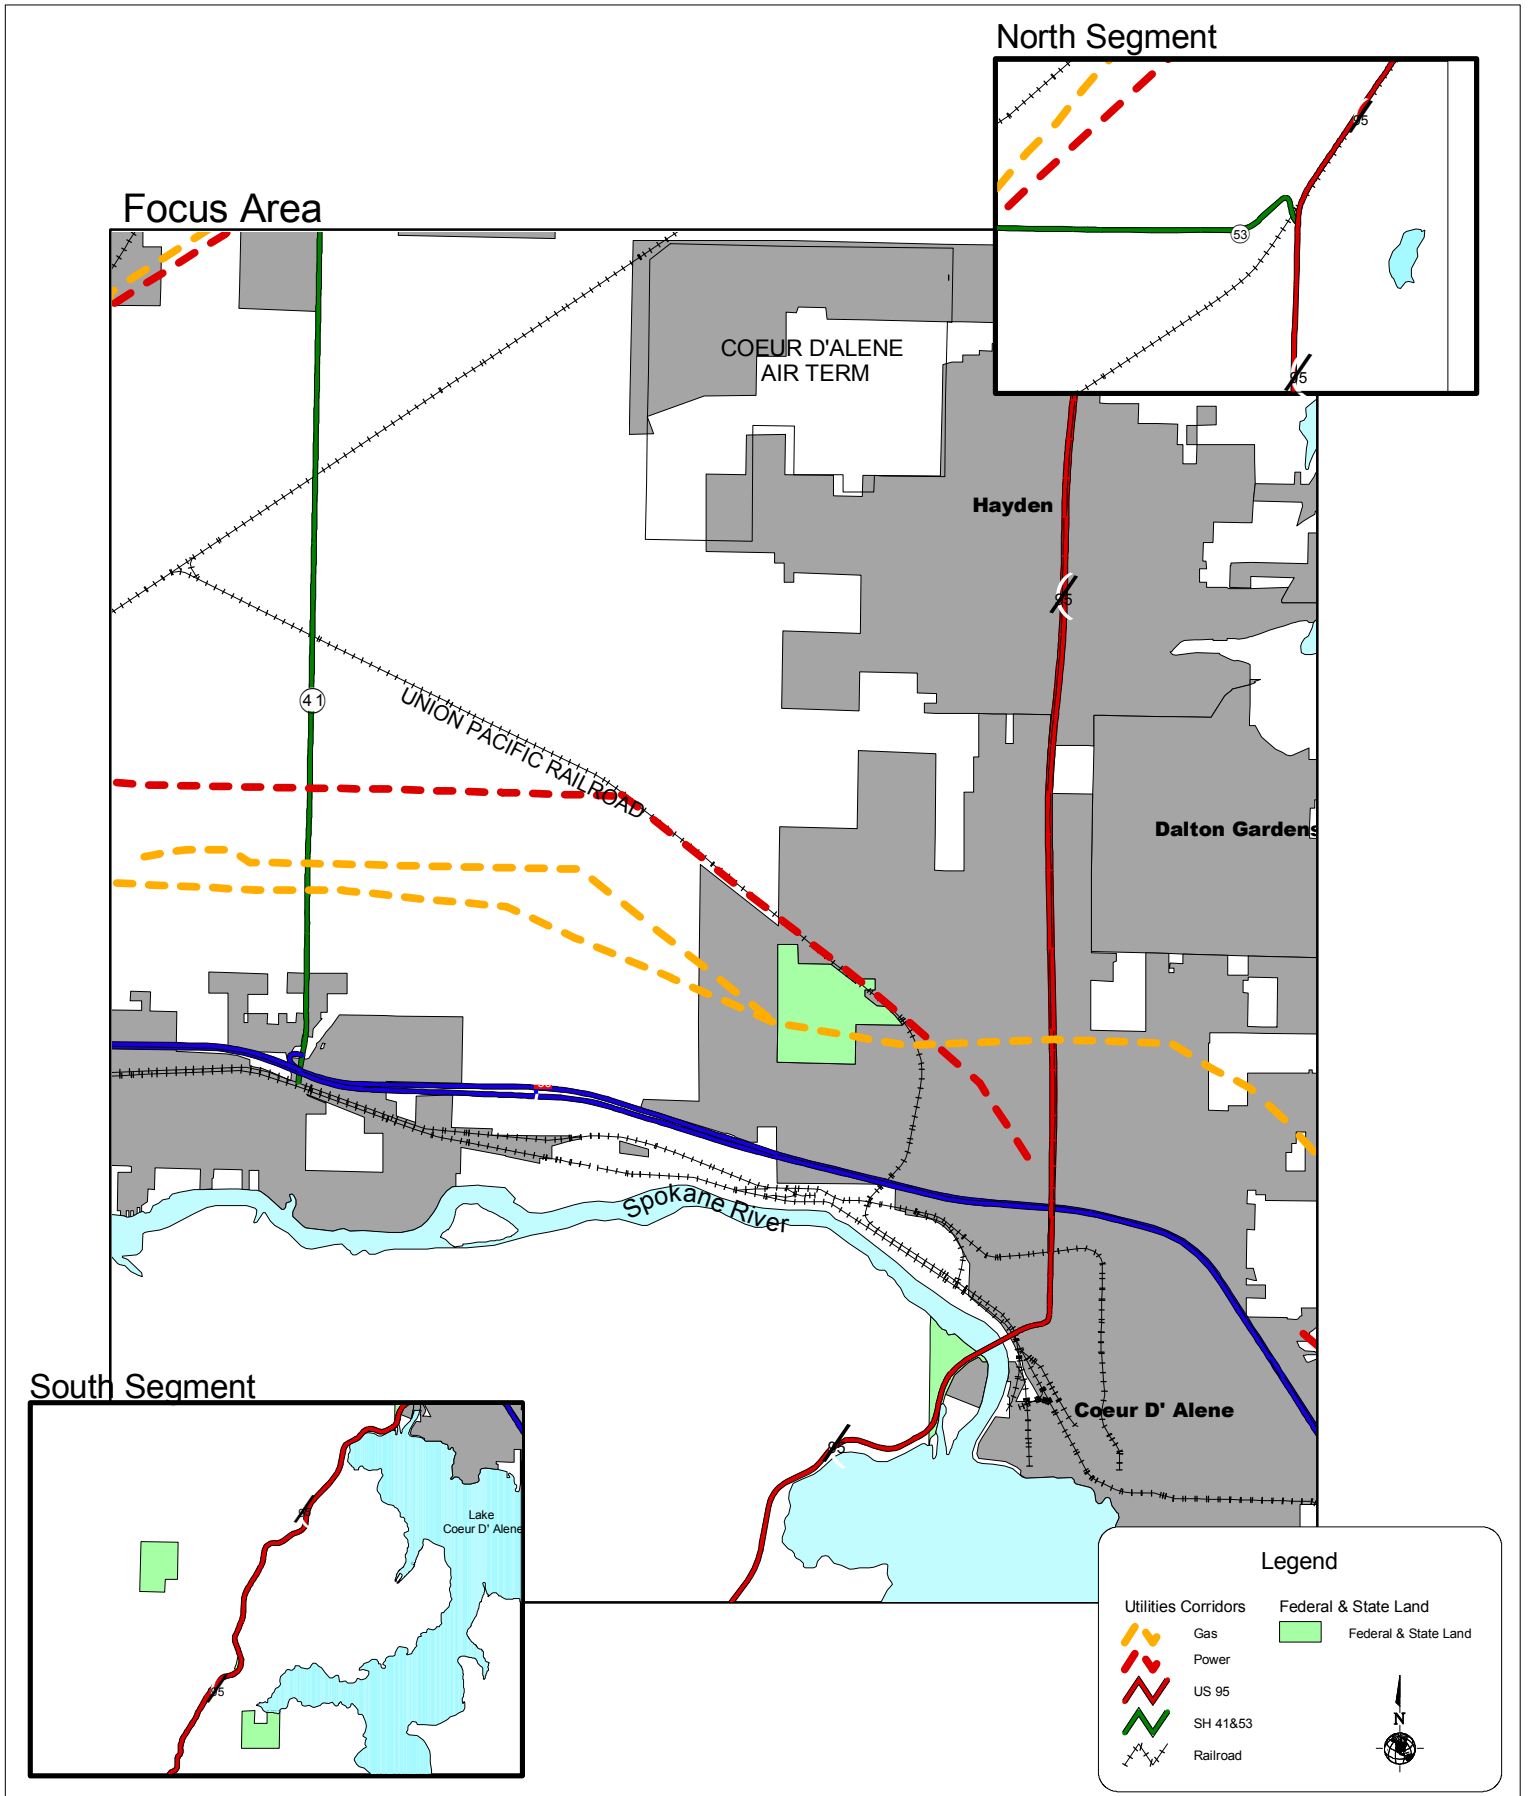 North Segment
95
53
95
Focus Area
COEUR D'ALENE
AIR TERM
Hayden
95
41
UNION PACIFIC RAILROAD
Dalton Gardens
Spokane River
Coeur D' Alene
95
South Segment
95
Lake
Coeur D' Alene
95
Legend
Utilities Corridors
Federal & State Land
Gas
Federal & State Land
Power
US 95
SH 41&53
Railroad
N